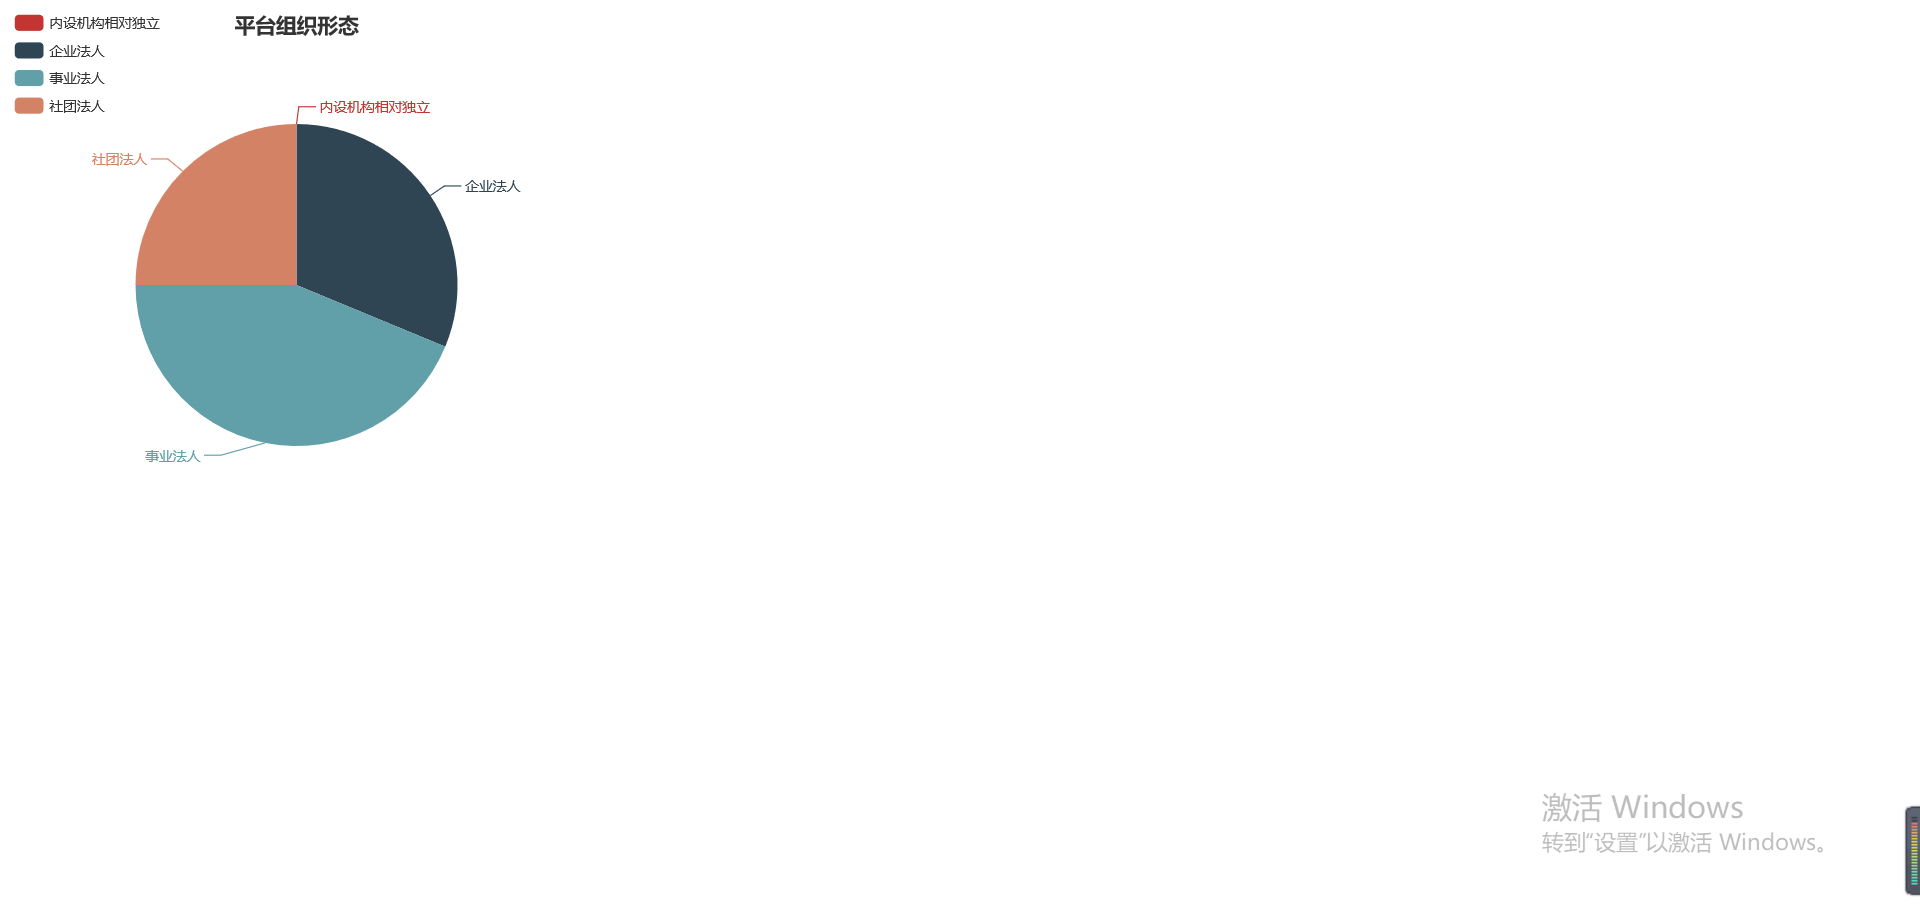 内设机构相对独立
企业法人
事业法人
社团法人
平台组织形态
内设机构相对独立
社团法人
企业法人
事业法人
激活 Windows
转到“设置”以激活 Windows。